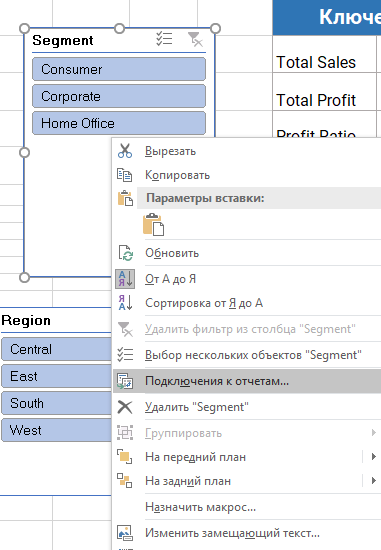 Ключе
Segment
Consumer
Corporate
Home Office
Total Sales
Total Profit
Profit Ratio
Вырезать
Копировать
Параметры вставки:
Обновить
От А до Я
Сортировка от Я до А
Удалить фильтр из столбца "Segment"
Выбор нескольких объектов "Segment"
Подключения к отчетам...
Удалить "Segment"
Группировать
На передний план
На задний план
Назначить макрос...
Изменить замещающий текст...
Region
Central
East
South
West